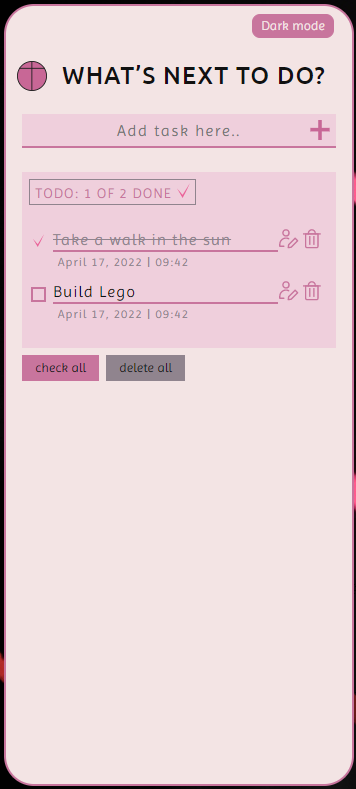 Dark mode
WHAT'S NEXT TO DO?
Add task here..
TODO: 1 OF 2 DONE
Take a walk in the sun
April 17, 2022 | 09:42
Build Lego
April 17, 2022 | 09:42
check all
delete all